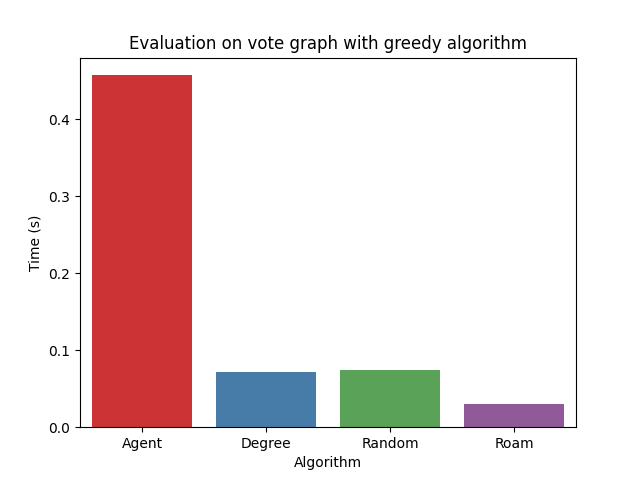 Evaluation on vote graph with greedy algorithm
0.4
0.3
0.2
0.1
0.0
Time (s)
Agent Degree Random Roam
Algorithm